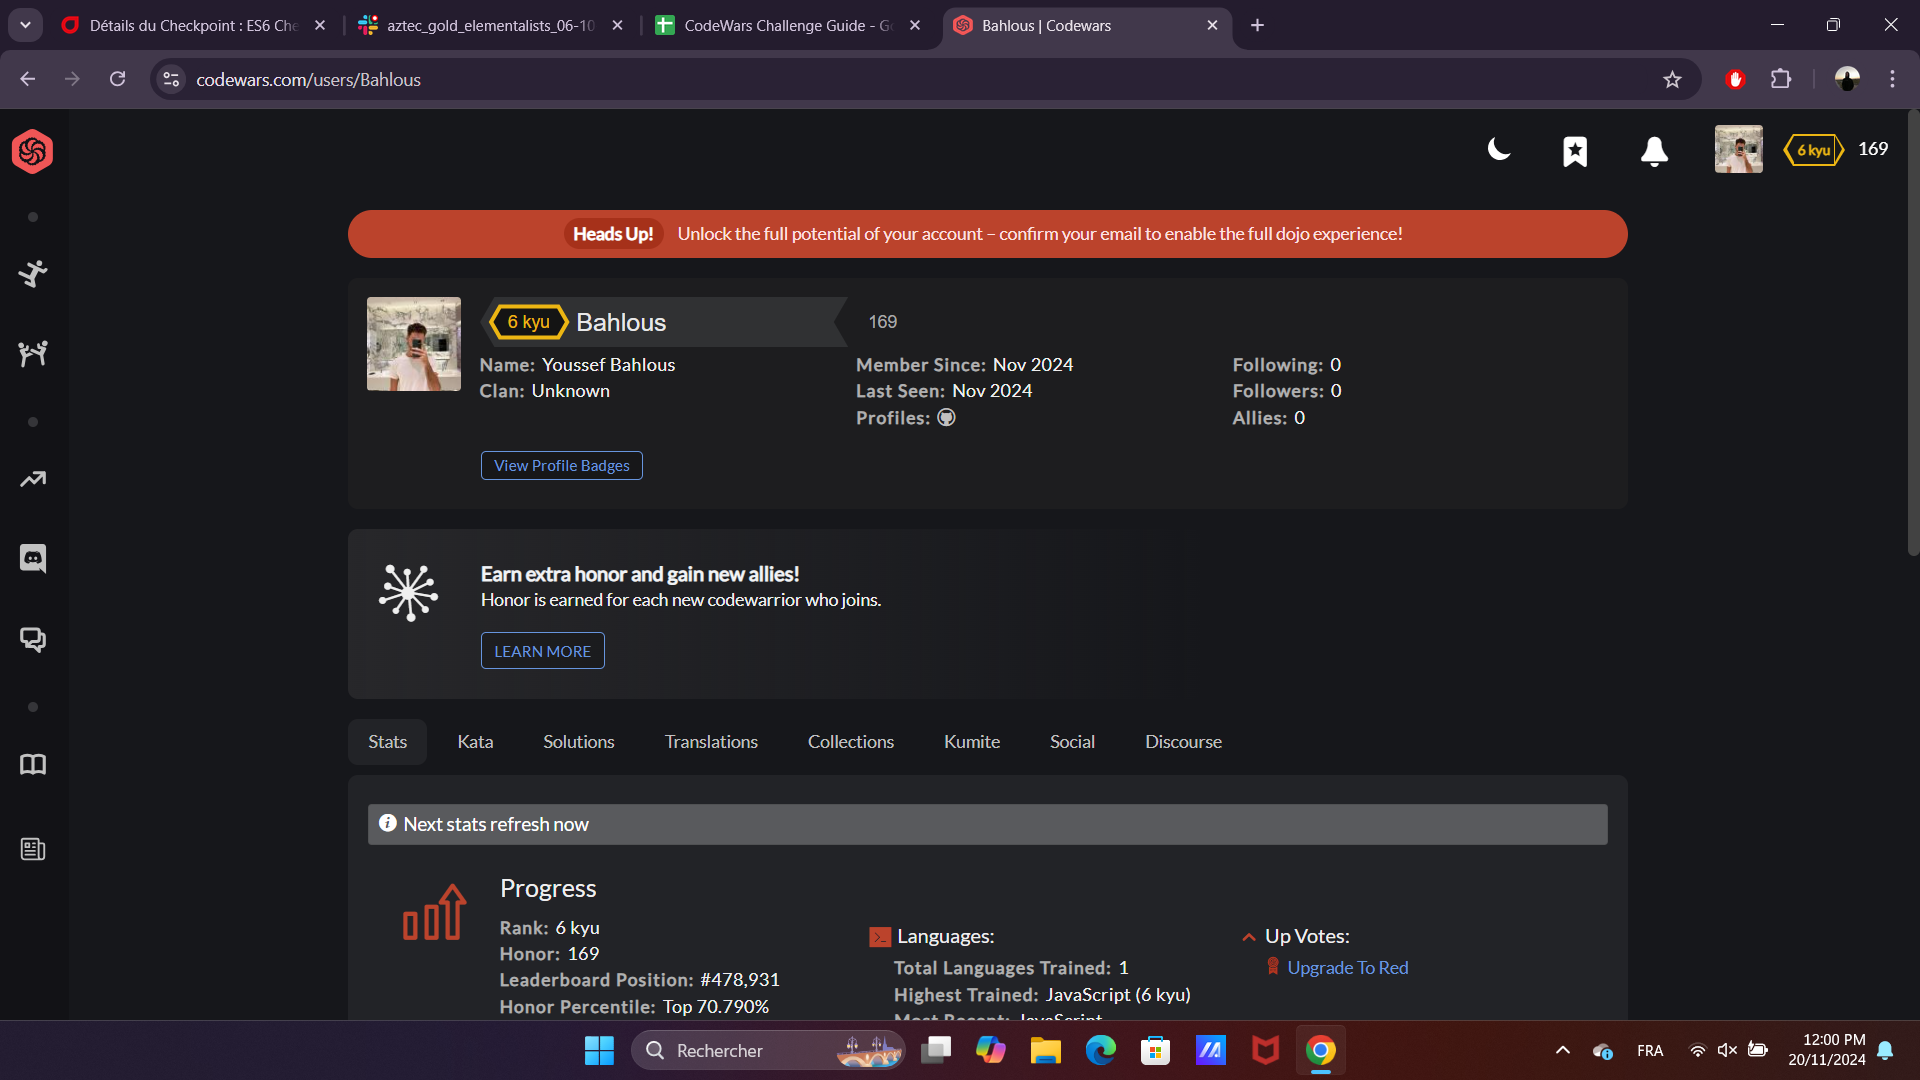 Détails du Checkpoint : ES6 Che
aztec_gold_elementalists_06-10
CodeWars Challenge Guide - Go
Bahlous | Codewars
codewars.com/users/Bahlous
6 kyu 169
Heads Up! Unlock the full potential of your account – confirm your email to enable the full dojo experience!
6 kyu Bahlous 169
Name: Youssef Bahlous
Clan: Unknown
Member Since: Nov 2024
Last Seen: Nov 2024
Profiles:
Following: 0
Followers: 0
Allies: 0
View Profile Badges
Earn extra honor and gain new allies!
Honor is earned for each new codewarrior who joins.
LEARN MORE
Stats Kata Solutions Translations Collections Kumite Social Discourse
Next stats refresh now
Progress
Rank: 6 kyu
Honor: 169
Leaderboard Position: #478,931
Honor Percentile: Top 70.790%
Languages:
Total Languages Trained: 1
Highest Trained: JavaScript (6 kyu)
Most Recent: JavaScript
Up Votes:
Upgrade To Red
Rechercher
FRA
12:00 PM
20/11/2024